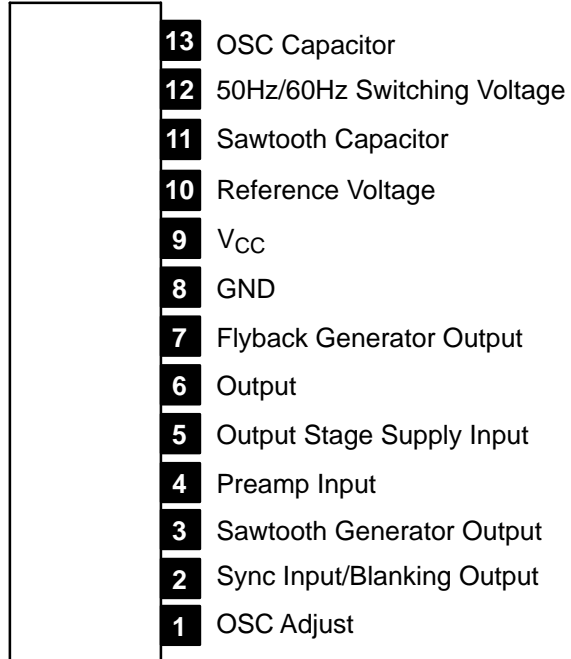 13 OSC Capacitor
12 50Hz/60Hz Switching Voltage
11 Sawtooth Capacitor
10 Reference Voltage
9 VCC
8 GND
7 Flyback Generator Output
6 Output
5 Output Stage Supply Input
4 Preamp Input
3 Sawtooth Generator Output
2 Sync Input/Blanking Output
1 OSC Adjust